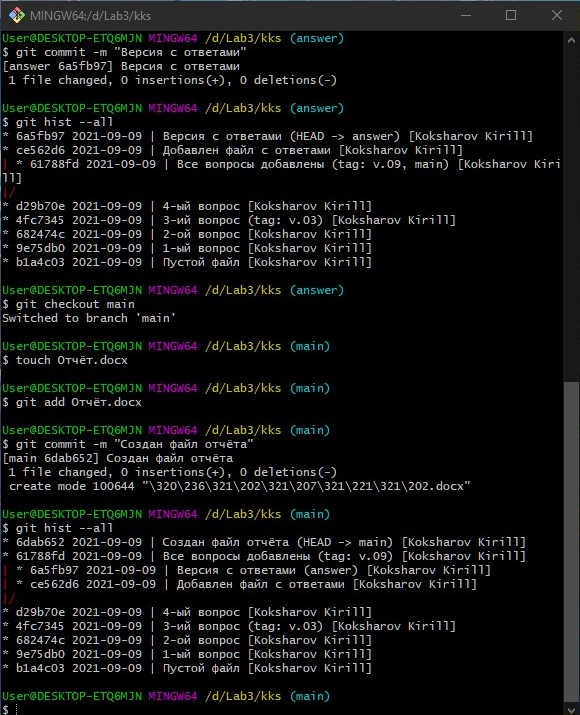 MINGW64:/d/Lab3/kks
User@DESKTOP-ETQ6MJN MINGW64 /d/Lab3/kks (answer)
$ git commit -m "Версия с ответами"
[answer 6a5fb97] Версия с ответами
 1 file changed, 0 insertions(+), 0 deletions(-)
User@DESKTOP-ETQ6MJN MINGW64 /d/Lab3/kks (answer)
$ git hist --all
* 6a5fb97 2021-09-09 | Версия с ответами (HEAD -> answer) [Koksharov Kirill]
* ce562d6 2021-09-09 | Добавлен файл с ответами [Koksharov Kirill]
| * 61788fd 2021-09-09 | Все вопросы добавлены (tag: v.09, main) [Koksharov Kiri
ll]
|/
* d29b70e 2021-09-09 | 4-ый вопрос [Koksharov Kirill]
* 4fc7345 2021-09-09 | 3-ий вопрос (tag: v.03) [Koksharov Kirill]
* 682474c 2021-09-09 | 2-ой вопрос [Koksharov Kirill]
* 9e75db0 2021-09-09 | 1-ый вопрос [Koksharov Kirill]
* b1a4c03 2021-09-09 | Пустой файл [Koksharov Kirill]
User@DESKTOP-ETQ6MJN MINGW64 /d/Lab3/kks (answer)
$ git checkout main
Switched to branch 'main'
User@DESKTOP-ETQ6MJN MINGW64 /d/Lab3/kks (main)
$ touch Отчёт.docx
User@DESKTOP-ETQ6MJN MINGW64 /d/Lab3/kks (main)
$ git add Отчёт.docx
User@DESKTOP-ETQ6MJN MINGW64 /d/Lab3/kks (main)
$ git commit -m "Создан файл отчёта"
[main 6dab652] Создан файл отчёта
 1 file changed, 0 insertions(+), 0 deletions(-)
 create mode 100644 "\320\236\321\202\321\207\321\221\321\202.docx"
User@DESKTOP-ETQ6MJN MINGW64 /d/Lab3/kks (main)
$ git hist --all
* 6dab652 2021-09-09 | Создан файл отчёта (HEAD -> main) [Koksharov Kirill]
* 61788fd 2021-09-09 | Все вопросы добавлены (tag: v.09) [Koksharov Kirill]
| * 6a5fb97 2021-09-09 | Версия с ответами (answer) [Koksharov Kirill]
| * ce562d6 2021-09-09 | Добавлен файл с ответами [Koksharov Kirill]
|/
* d29b70e 2021-09-09 | 4-ый вопрос [Koksharov Kirill]
* 4fc7345 2021-09-09 | 3-ий вопрос (tag: v.03) [Koksharov Kirill]
* 682474c 2021-09-09 | 2-ой вопрос [Koksharov Kirill]
* 9e75db0 2021-09-09 | 1-ый вопрос [Koksharov Kirill]
* b1a4c03 2021-09-09 | Пустой файл [Koksharov Kirill]
User@DESKTOP-ETQ6MJN MINGW64 /d/Lab3/kks (main)
$